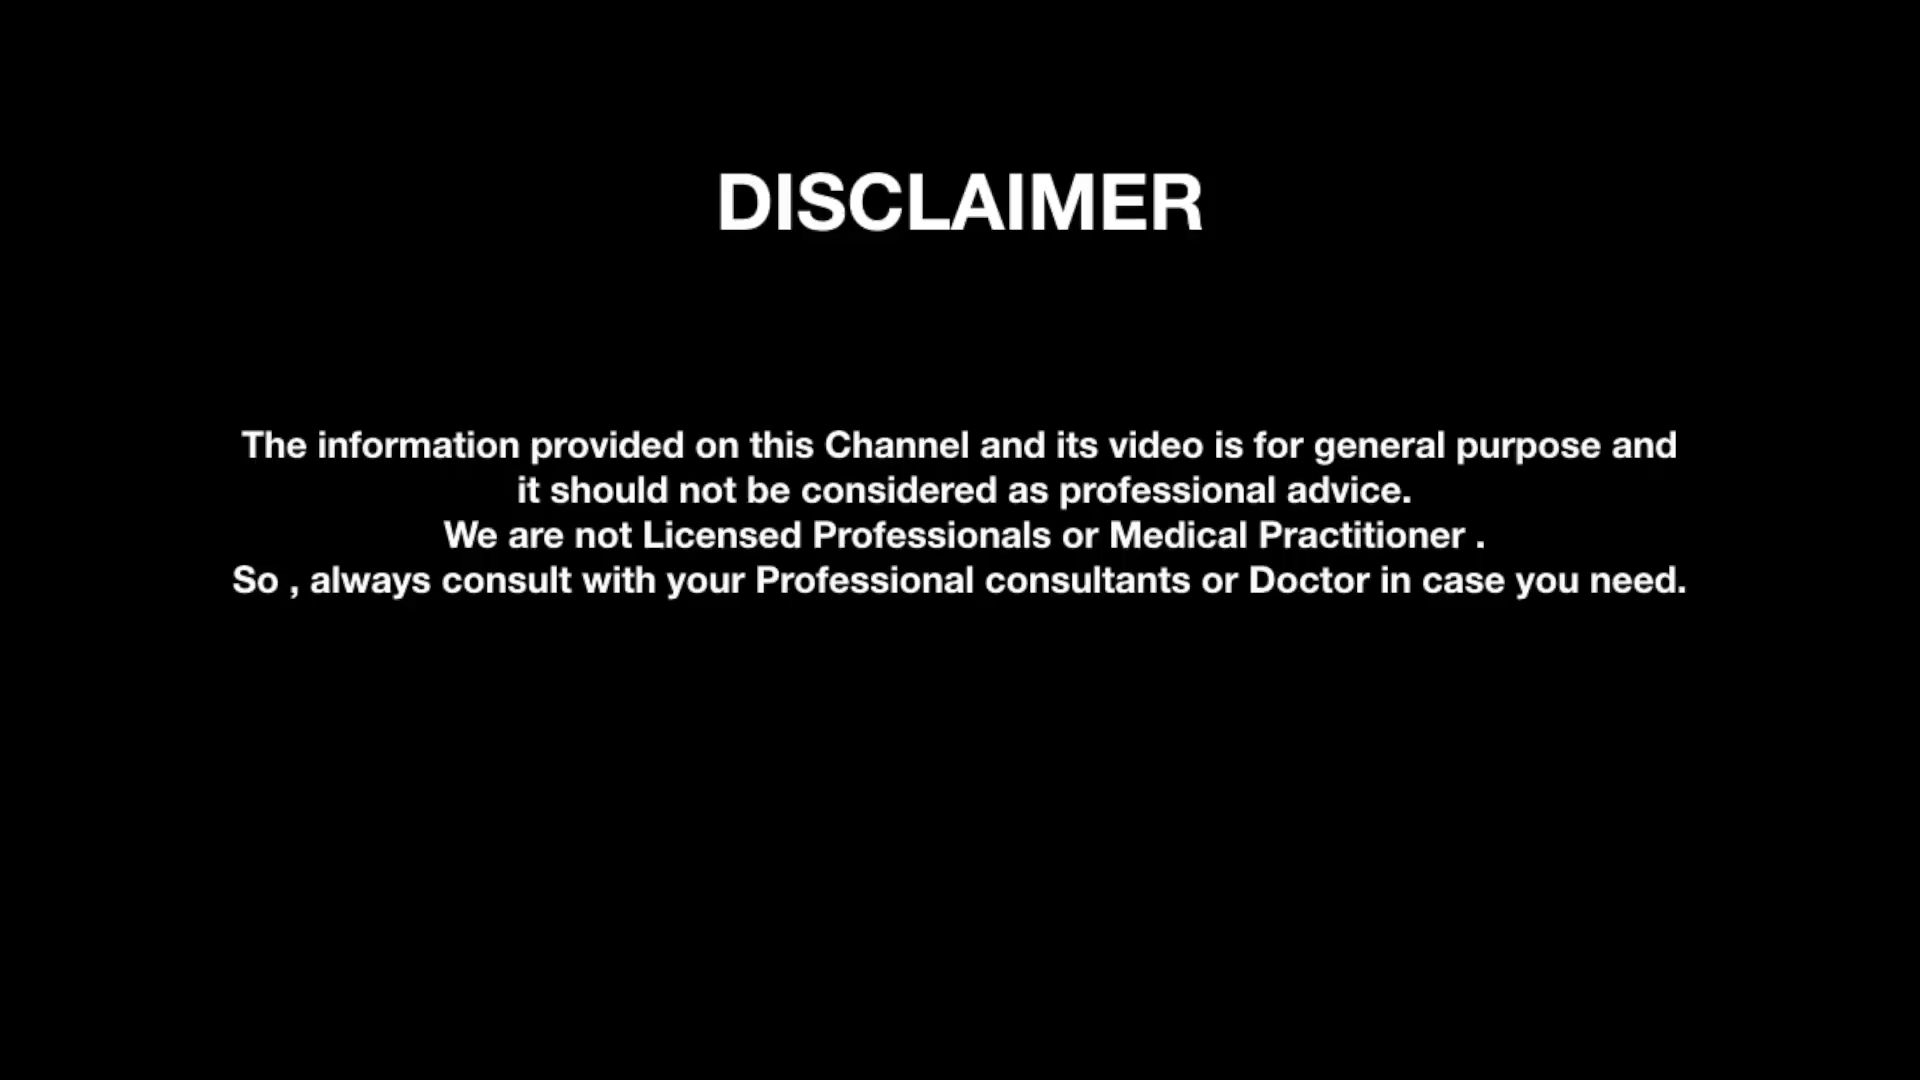 DISCLAIMER
The information provided on this Channel and its video is for general purpose and
it should not be considered as professional advice.
We are not Licensed Professionals or Medical Practitioner .
So , always consult with your Professional consultants or Doctor in case you need.